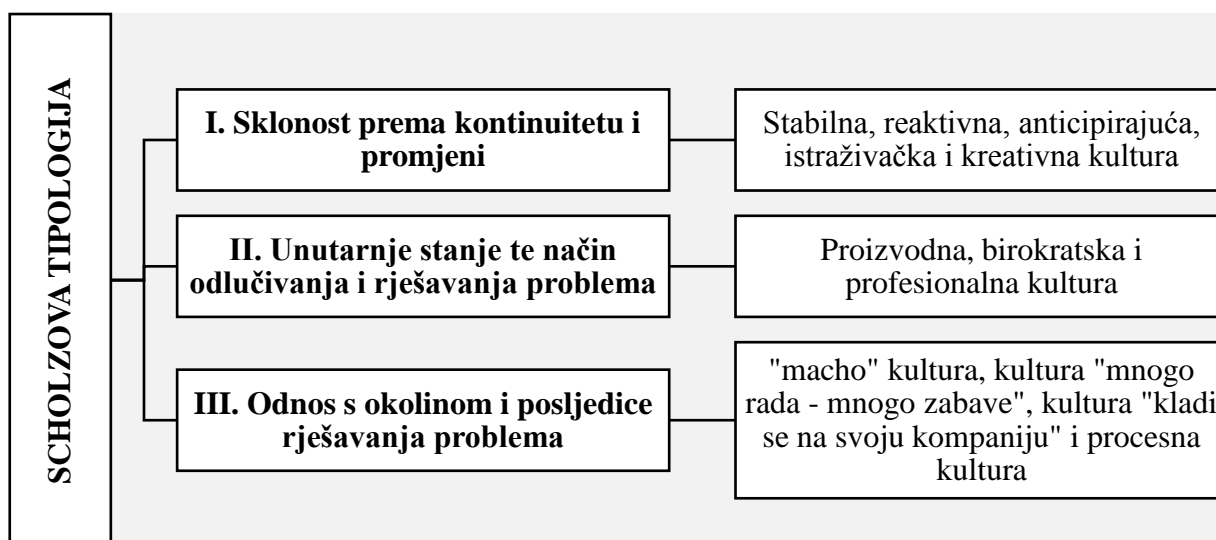 SCHOLZOVA TIPOLOGIJA
I. Sklonost prema kontinuitetu i
promjeni
Stabilna, reaktivna, anticipirajuća,
istraživačka i kreativna kultura
II. Unutarnje stanje te način
odlučivanja i rješavanja problema
Proizvodna, birokratska i
profesionalna kultura
III. Odnos s okolinom i posljedice
rješavanja problema
"macho" kultura, kultura "mnogo
rada - mnogo zabave", kultura "kladi
se na svoju kompaniju" i procesna
kultura